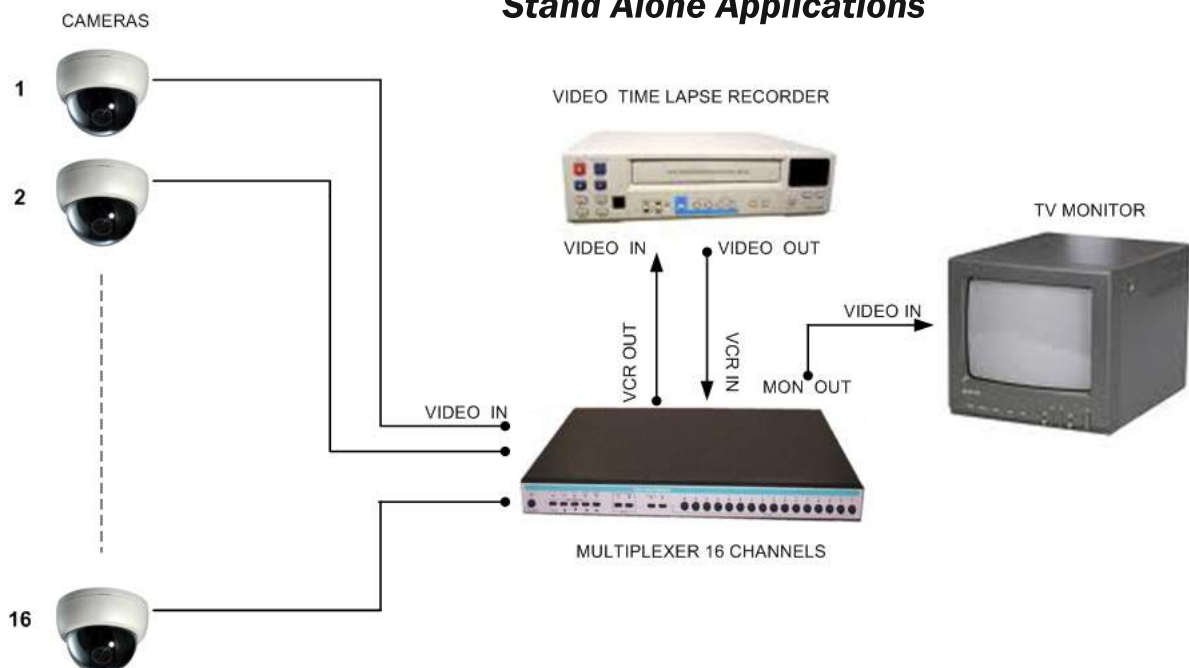 Stand Alone Applications
CAMERAS
1
VIDEO TIME LAPSE RECORDER
2
TV MONITOR
VIDEO IN
VIDEO OUT
VIDEO IN
VCR OUT
VCR IN
MON OUT
VIDEO IN
MULTIPLEXER 16 CHANNELS
16